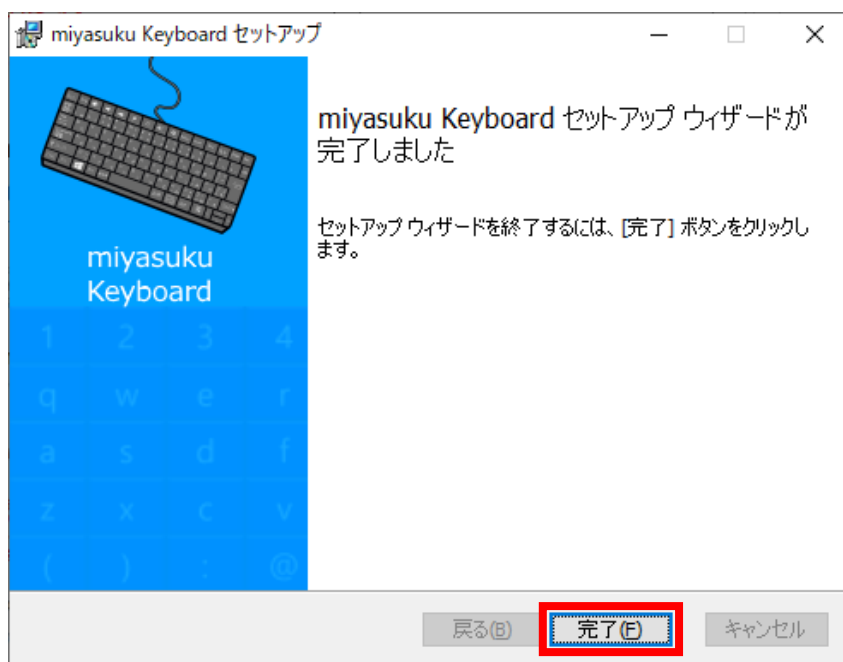 miyasuku Keyboard セットアップ
miyasuku Keyboard セットアップ ウィザードが
完了しました
セットアップ ウィザードを終了するには、[完了] ボタンをクリックし
ます。
miyasuku
Keyboard
1 2 3 4
q w e r
a s d f
z x c v
( ) : @
戻る(B) 完了(F) キャンセル